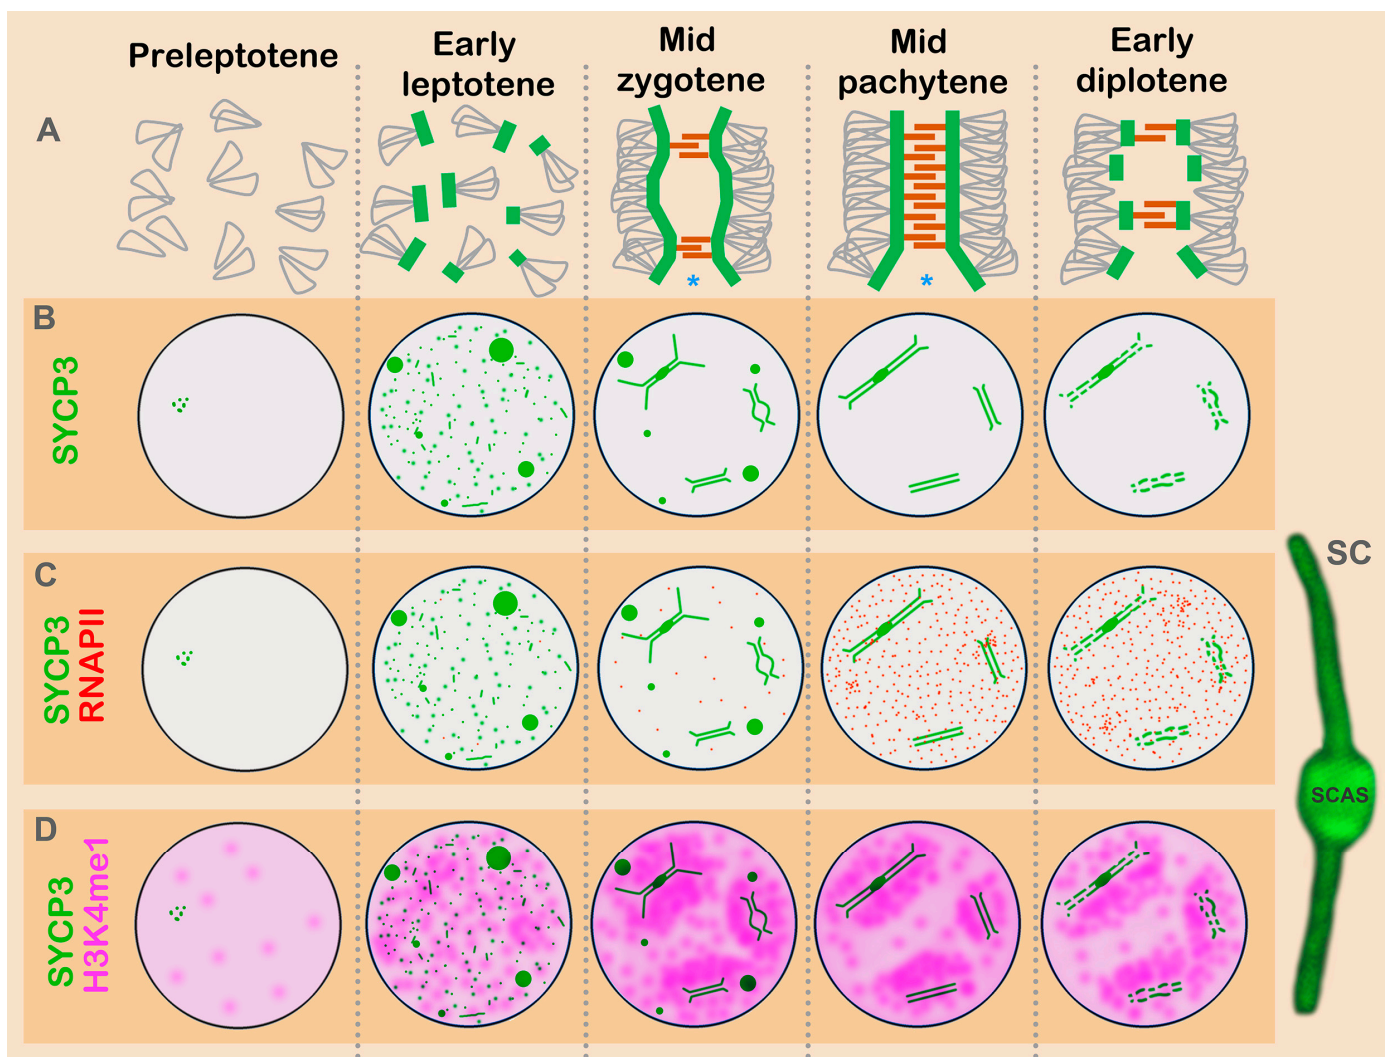 Preleptotene
Early
leptotene
Mid
zygotene
Mid
pachytene
Early
diplotene
A
*
*
B
SYCP3
C
SYCP3
RNAPII
SC
SCAS
D
SYCP3
H3K4me1